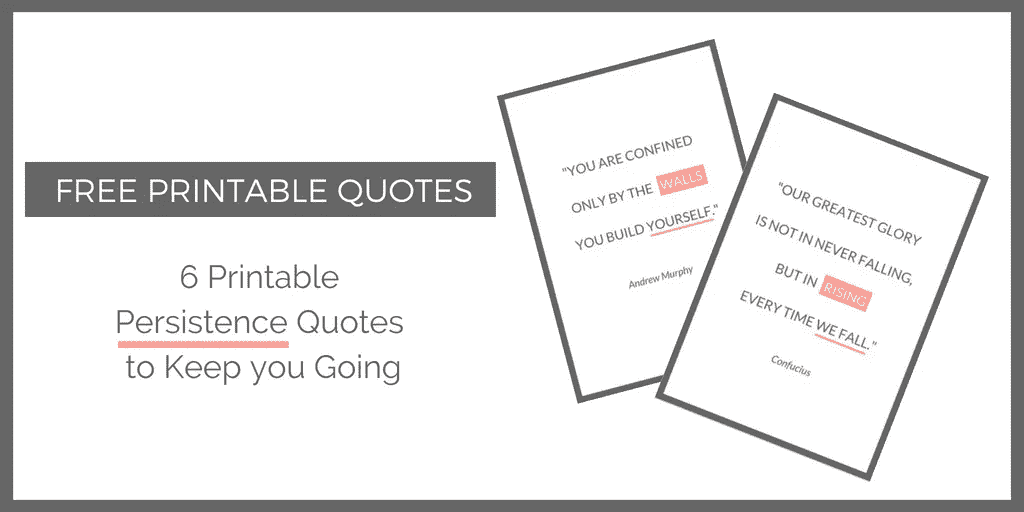 FREE PRINTABLE QUOTES
6 Printable
Persistence Quotes
to Keep you Going
"YOU ARE CONFINED
ONLY BY THE WALLS
YOU BUILD YOURSELF."
Andrew Murphy
"OUR GREATEST GLORY
IS NOT IN NEVER FALLING,
BUT IN RISING
EVERY TIME WE FALL."
Confucius